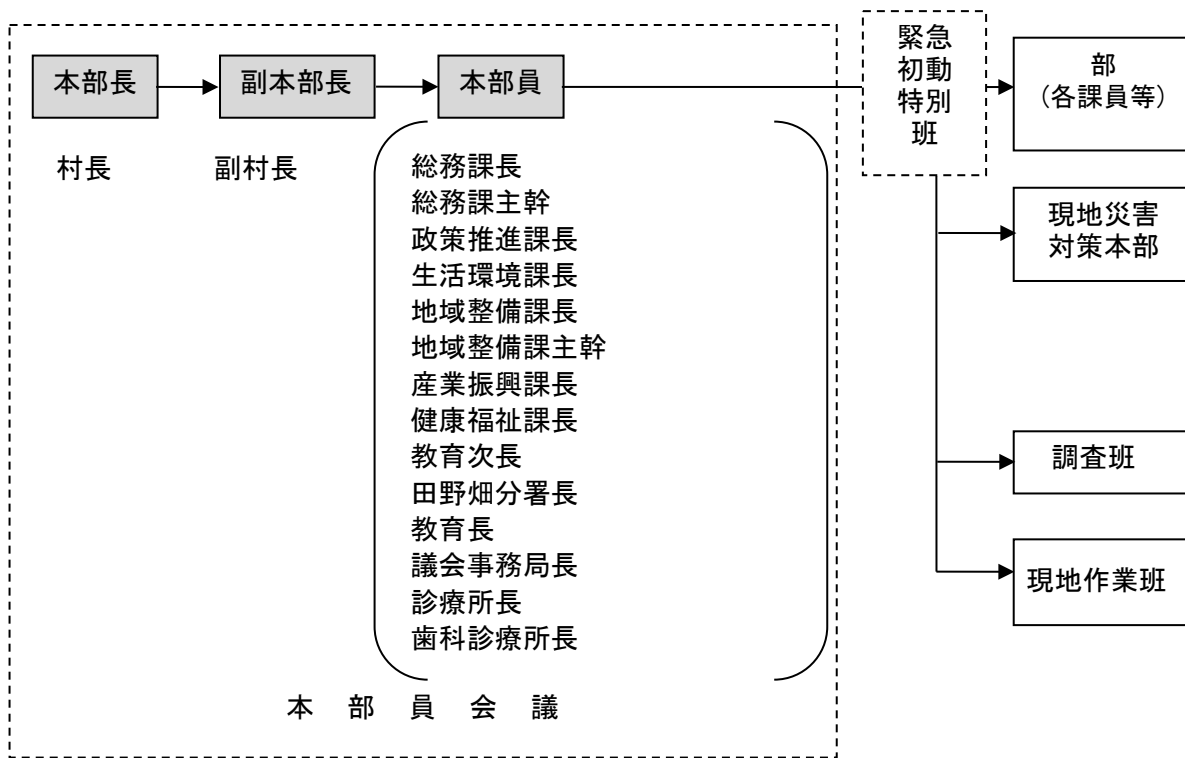 本部長
副本部長
本部員
緊急
初動
特別
班
部
（各課員等）
村長
副村長
総務課長
総務課主幹
政策推進課長
生活環境課長
地域整備課長
地域整備課主幹
産業振興課長
健康福祉課長
教育次長
田野畑分署長
教育長
議会事務局長
診療所長
歯科診療所長
現地災害
対策本部
調査班
現地作業班
本 部 員 会 議